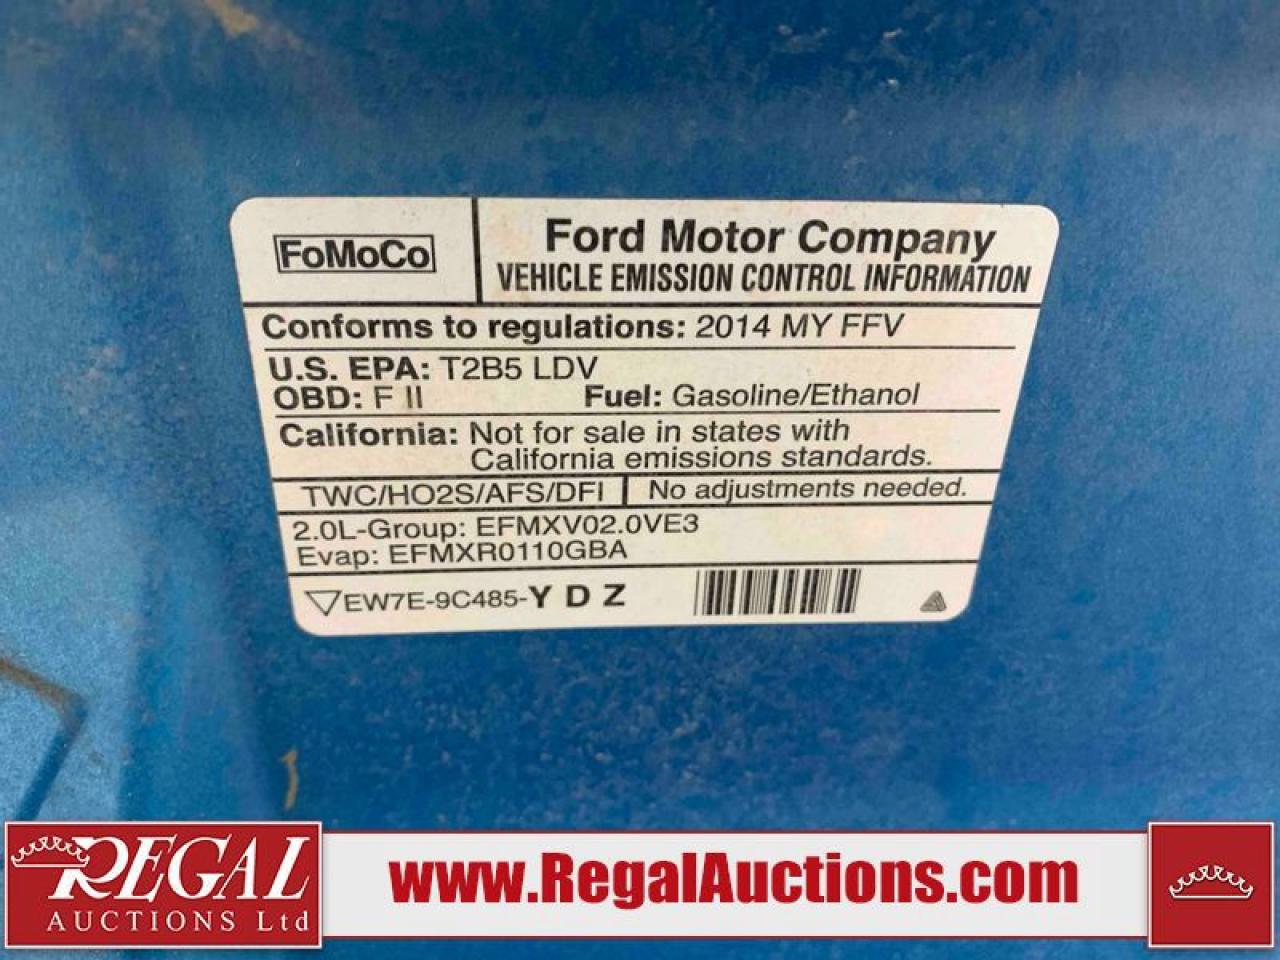 FoMoCo
Ford Motor Company
VEHICLE EMISSION CONTROL INFORMATION
Conforms to regulations: 2014 MY FFV
U.S. EPA: T2B5 LDV
OBD: F II Fuel: Gasoline/Ethanol
California: Not for sale in states with
California emissions standards.
TWC/HO2S/AFS/DFI No adjustments needed.
2.0L-Group: EFMXV02.0VE3
Evap: EFMXR0110GBA
EW7E-9C485-Y D Z
REGAL
AUCTIONS Ltd
www.RegalAuctions.com